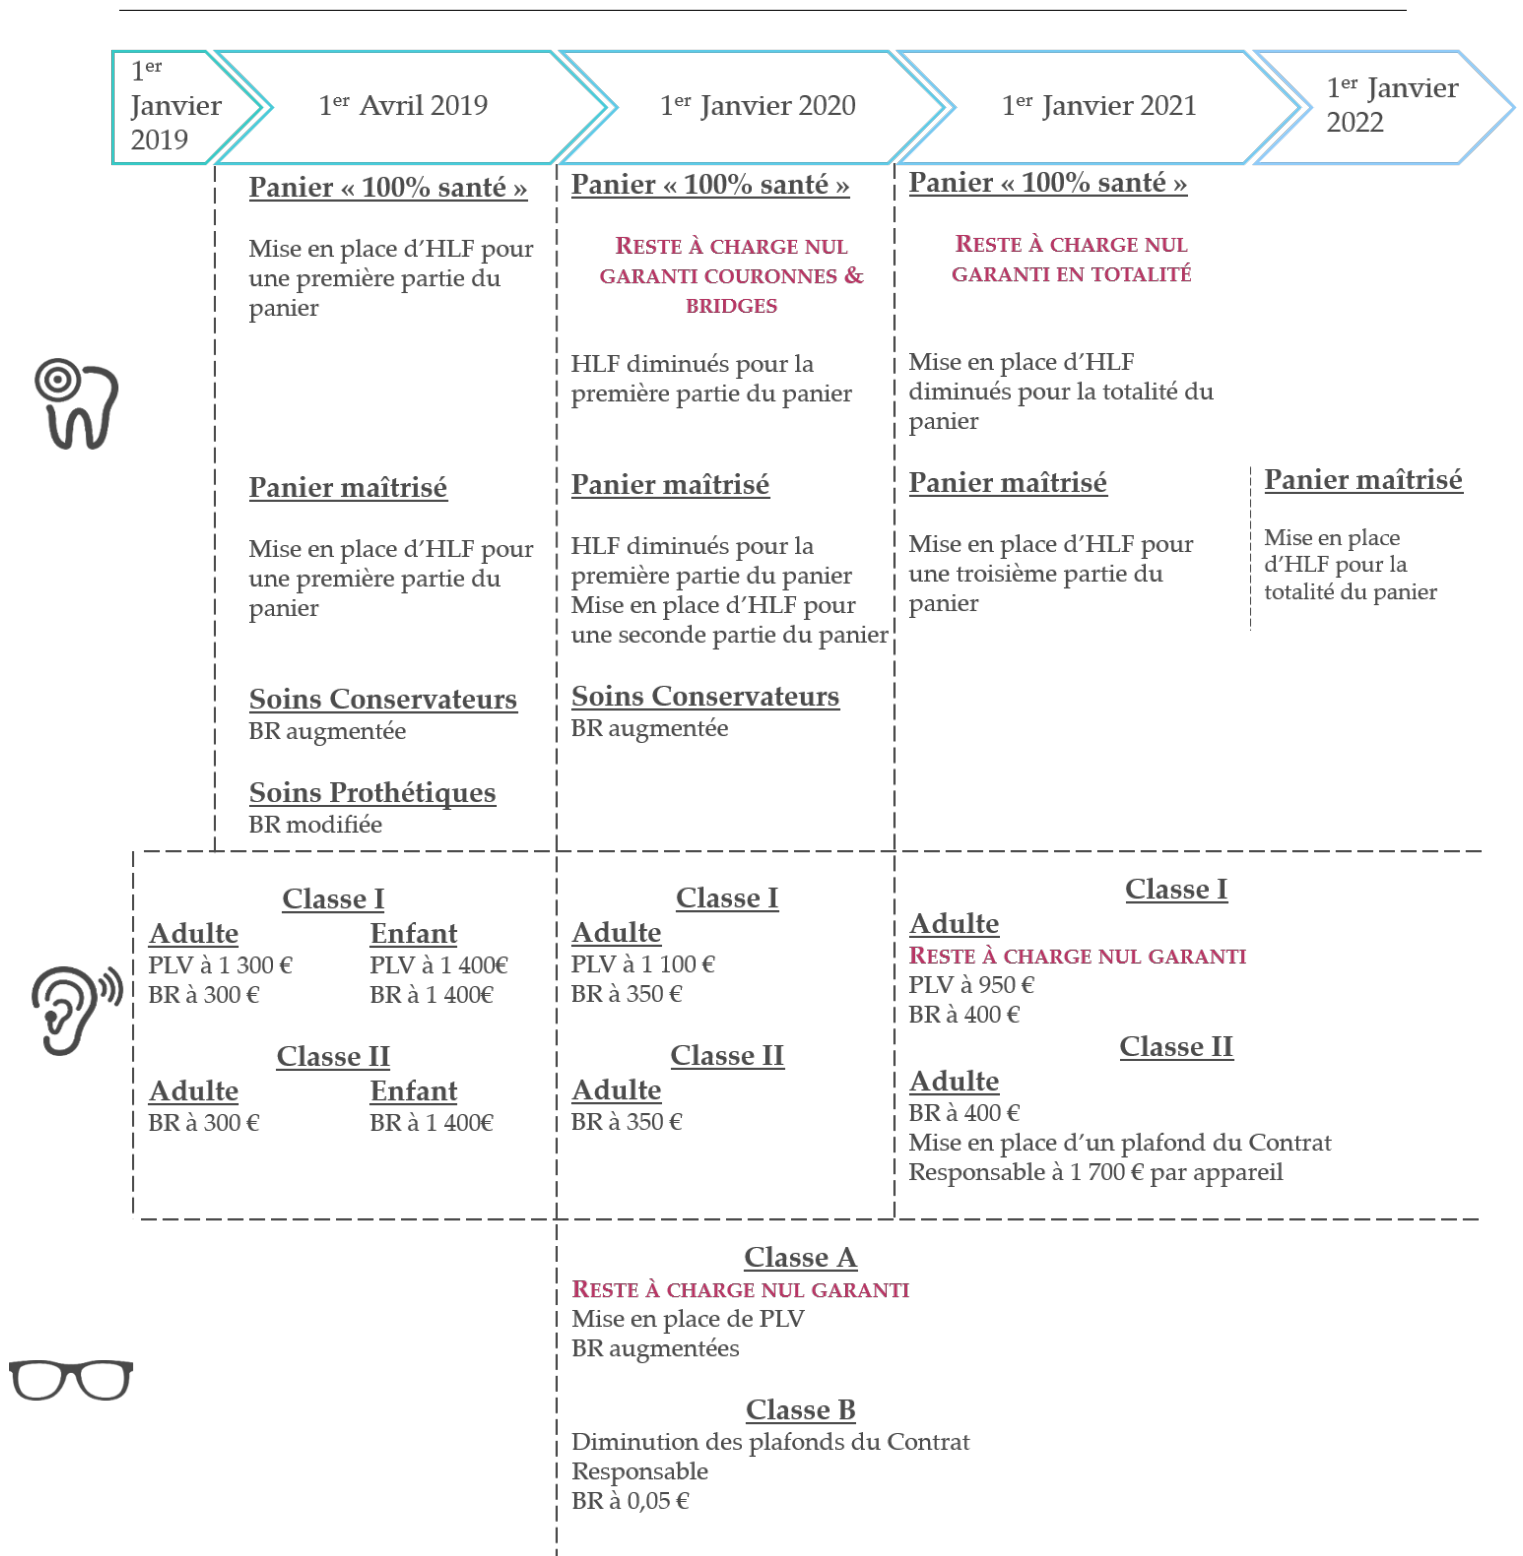 1er
Janvier
2019
1er Avril 2019
1er Janvier 2020
1er Janvier 2021
1er Janvier
2022
Panier « 100% santé »
Mise en place d’HLF pour
une première partie du
panier
Panier maîtrisé
Mise en place d’HLF pour
une première partie du
panier
Soins Conservateurs
BR augmentée
Soins Prothétiques
BR modifiée
Panier « 100% santé »
RESTE À CHARGE NUL
GARANTI COURONNES &
BRIDGES
HLF diminués pour la
première partie du panier
Panier maîtrisé
HLF diminués pour la
première partie du panier
Mise en place d’HLF pour
une seconde partie du panier
Soins Conservateurs
BR augmentée
Panier « 100% santé »
RESTE À CHARGE NUL
GARANTI EN TOTALITÉ
Mise en place d’HLF
diminués pour la totalité du
panier
Panier maîtrisé
Mise en place d’HLF pour
une troisième partie du
panier
Panier maîtrisé
Mise en place
d’HLF pour la
totalité du panier
Classe I
Adulte
PLV à 1 300 €
BR à 300 €
Enfant
PLV à 1 400€
BR à 1 400€
Classe II
Adulte
BR à 300 €
Enfant
BR à 1 400€
Classe I
Adulte
PLV à 1 100 €
BR à 350 €
Classe II
Adulte
BR à 350 €
Classe I
Adulte
RESTE À CHARGE NUL GARANTI
PLV à 950 €
BR à 400 €
Classe II
Adulte
BR à 400 €
Mise en place d’un plafond du Contrat
Responsable à 1 700 € par appareil
Classe A
RESTE À CHARGE NUL GARANTI
Mise en place de PLV
BR augmentées
Classe B
Diminution des plafonds du Contrat
Responsable
BR à 0,05 €